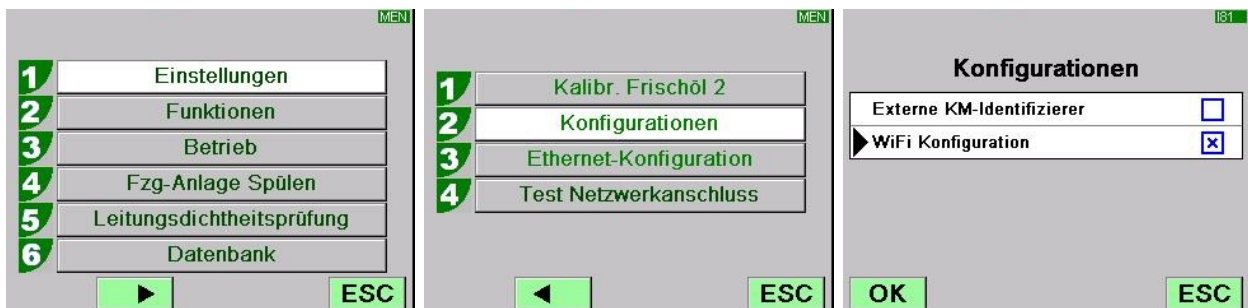 MEN
1 Einstellungen
2 Funktionen
3 Betrieb
4 Fzg-Anlage Spülen
5 Leitungsdichtheitsprüfung
6 Datenbank
ESC
MEN
1 Kalibr. Frischöl 2
2 Konfigurationen
3 Ethernet-Konfiguration
4 Test Netzwerkanschluss
ESC
I81
Konfigurationen
Externe KM-Identifizierer
WiFi Konfiguration
OK ESC